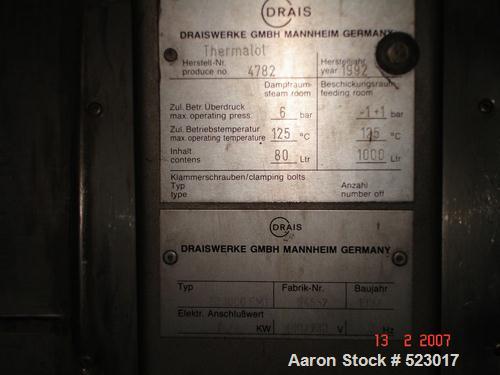 DRAIS
DRAISWERKE GMBH MANNHEIM GERMANY
Thermalöl
Herstell-Nr. 4782 Herstelljahr 1992
produce no. year
Dampfraum Beschickungsraum
steam room feeding room
Zul. Betr. Überdruck
max. operating press. 6 bar -1+1 bar
Zul. Betriebstemperatur
max. operating temperature 125 °C 125 °C
Inhalt
contens 80 Ltr 1000 Ltr
Klammerschrauben/clamping bolts
Typ Anzahl
type number off
DRAIS
DRAISWERKE GMBH MANNHEIM GERMANY
Typ Fabrik-Nr. Baujahr
Elektr. Anschlußwert
KW V Hz
13 2 2007
Aaron Stock # 523017